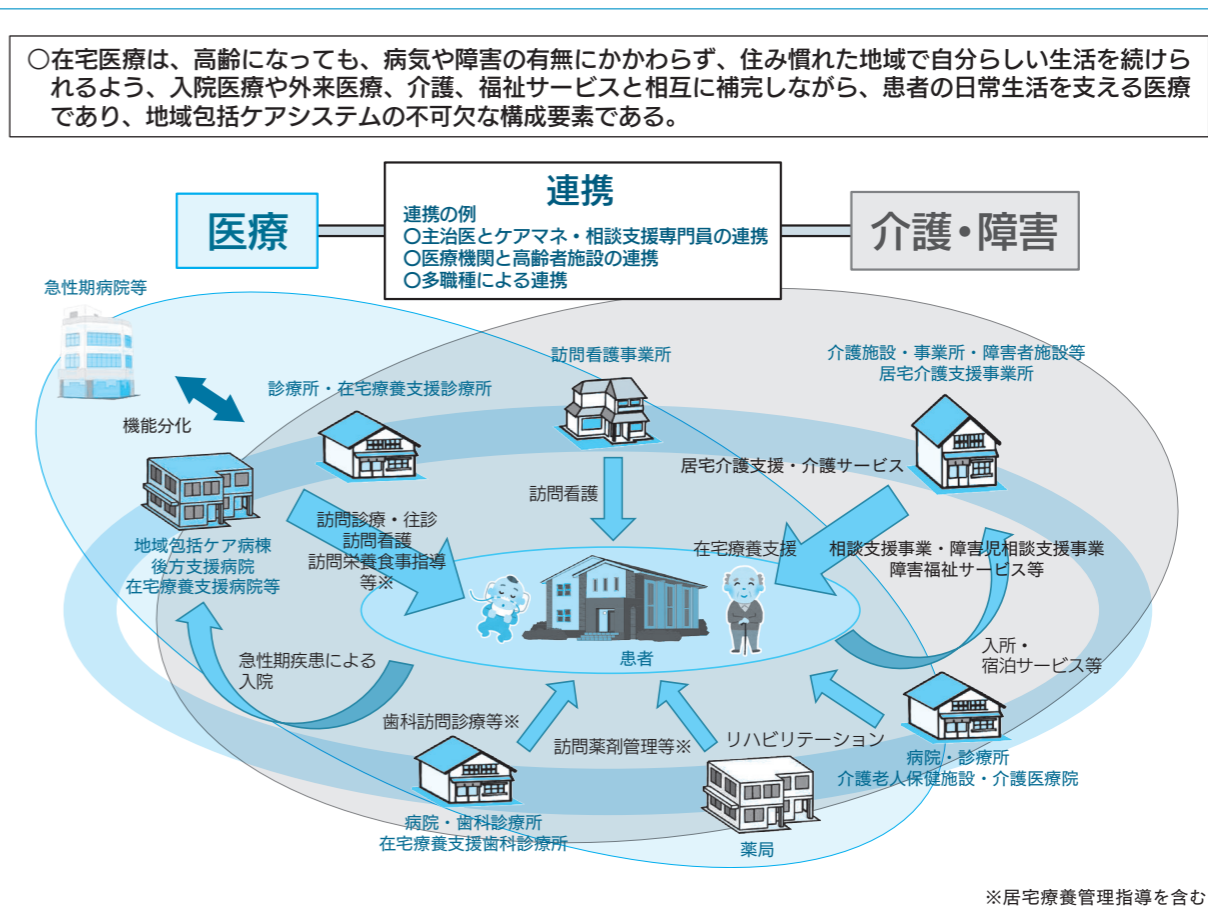 ○在宅医療は、高齢になっても、病気や障害の有無にかかわらず、住み慣れた地域で自分らしい生活を続けら
れるよう、入院医療や外来医療、介護、福祉サービスと相互に補完しながら、患者の日常生活を支える医療
であり、地域包括ケアシステムの不可欠な構成要素である。
医療
連携
連携の例
○主治医とケアマネ・相談支援専門員の連携
○医療機関と高齢者施設の連携
○多職種による連携
介護・障害
急性期病院等
機能分化
診療所・在宅療養支援診療所
訪問看護事業所
介護施設・事業所・障害者施設等
居宅介護支援事業所
居宅介護支援・介護サービス
訪問看護
地域包括ケア病棟
後方支援病院
在宅療養支援病院等
訪問診療・往診
訪問看護
訪問栄養食事指導
等※
在宅療養支援
相談支援事業・障害児相談支援事業
障害福祉サービス等
患者
急性期疾患による
入院
入所・
宿泊サービス等
歯科訪問診療等※
訪問薬剤管理等※
リハビリテーション
病院・歯科診療所
在宅療養支援歯科診療所
薬局
病院・診療所
介護老人保健施設・介護医療院
※居宅療養管理指導を含む